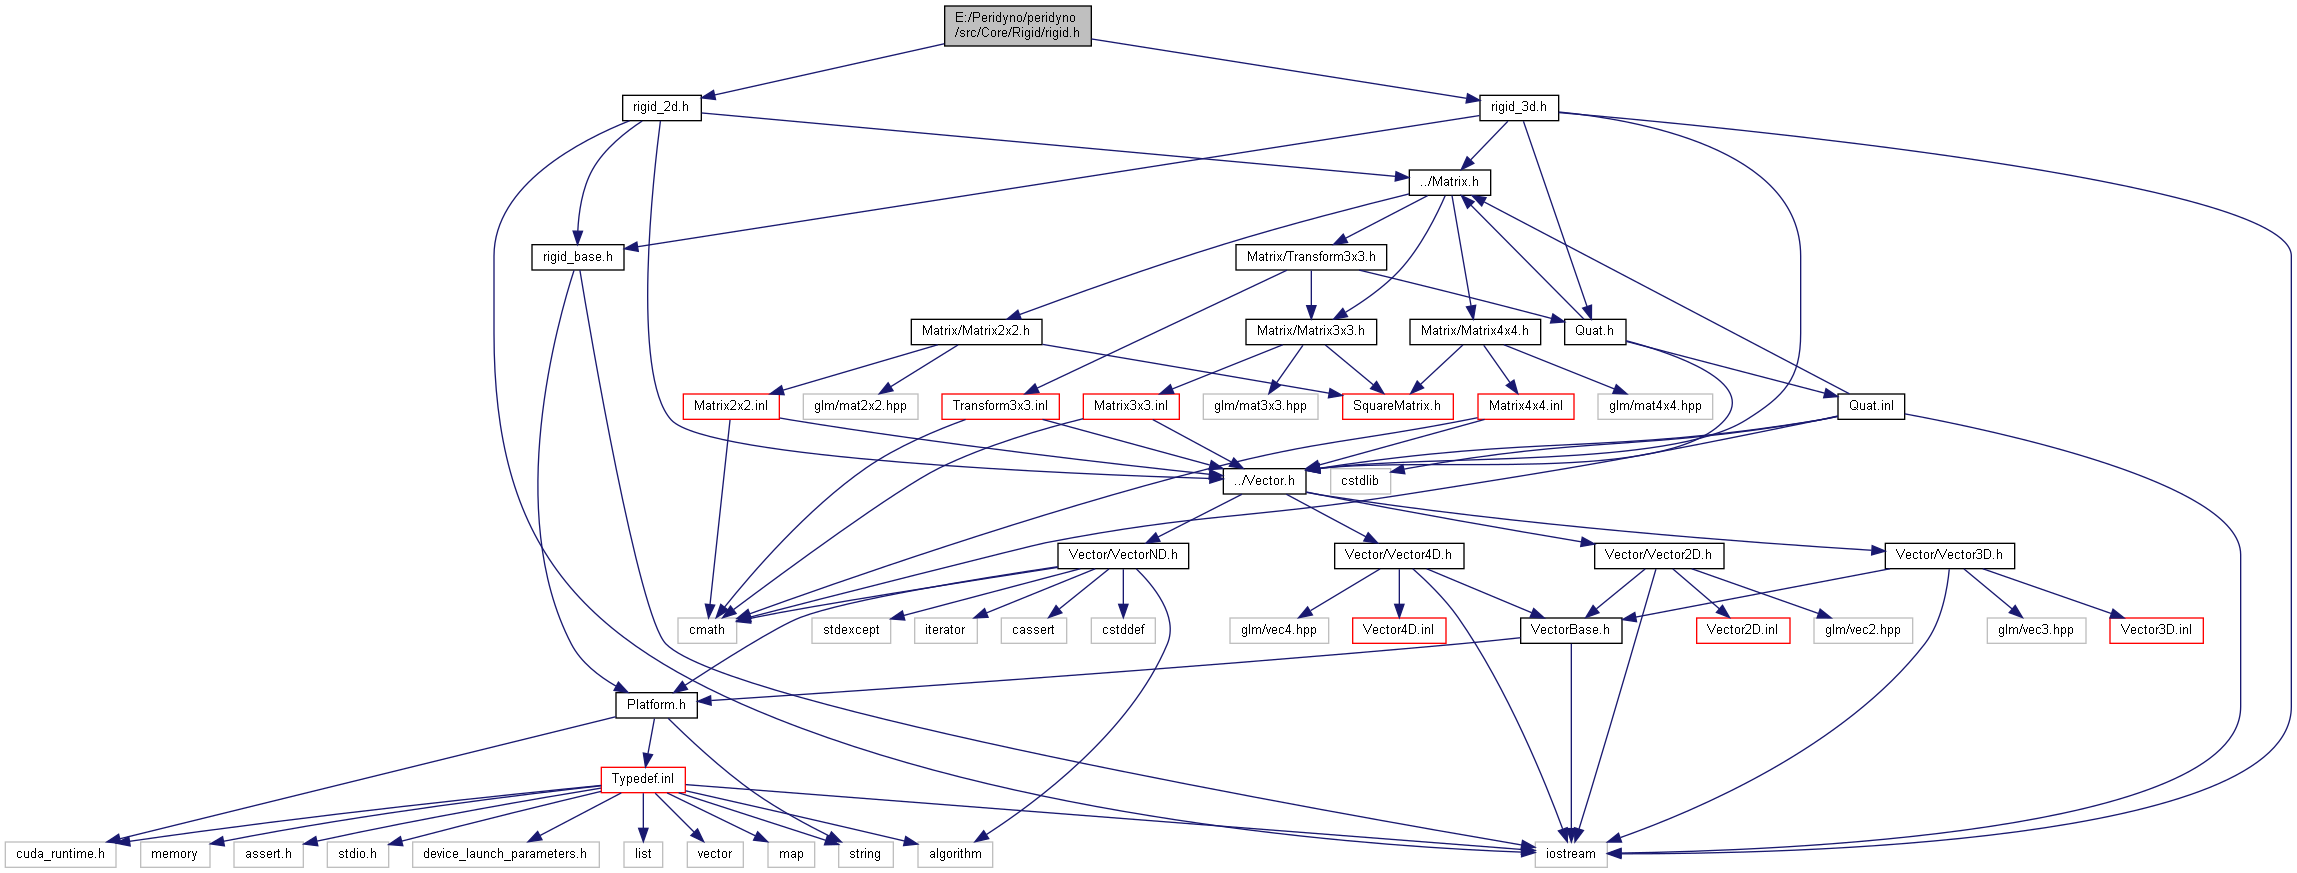 E:/Peridyno/peridyno
/src/Core/Rigid/rigid.h
rigid_2d.h
rigid_3d.h
../Matrix.h
rigid_base.h
Matrix/Transform3x3.h
Matrix/Matrix2x2.h
Matrix/Matrix3x3.h
Matrix/Matrix4x4.h
Quat.h
Matrix2x2.inl
glm/mat2x2.hpp
Transform3x3.inl
Matrix3x3.inl
glm/mat3x3.hpp
SquareMatrix.h
Matrix4x4.inl
glm/mat4x4.hpp
Quat.inl
../Vector.h
cstdlib
Vector/VectorND.h
Vector/Vector4D.h
Vector/Vector2D.h
Vector/Vector3D.h
cmath
stdexcept
iterator
cassert
cstddef
glm/vec4.hpp
Vector4D.inl
VectorBase.h
Vector2D.inl
glm/vec2.hpp
glm/vec3.hpp
Vector3D.inl
Platform.h
Typedef.inl
cuda_runtime.h
memory
assert.h
stdio.h
device_launch_parameters.h
list
vector
map
string
algorithm
iostream